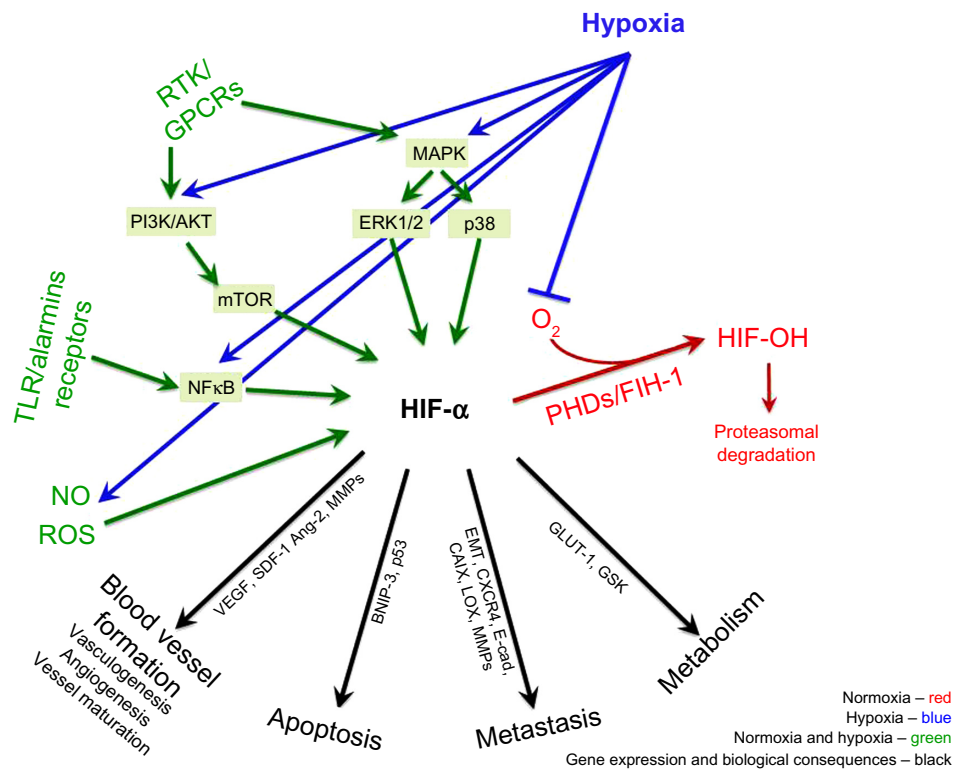 Hypoxia
RTK/
GPCRs
MAPK
PI3K/AKT
ERK1/2
p38
mTOR
TLR/alarmins
receptors
NFκB
O2
HIF-OH
PHDs/FIH-1
HIF-α
Proteasomal
degradation
NO
ROS
VEGF, SDF-1 Ang-2, MMPs
BNIP-3, p53
EMT, CXCR4, E-cad,
CAIX, LOX, MMPs
GLUT-1, GSK
Blood vessel
formation
Vasculogenesis
Angiogenesis
Vessel maturation
Apoptosis
Metastasis
Metabolism
Normoxia – red
Hypoxia – blue
Normoxia and hypoxia – green
Gene expression and biological consequences – black